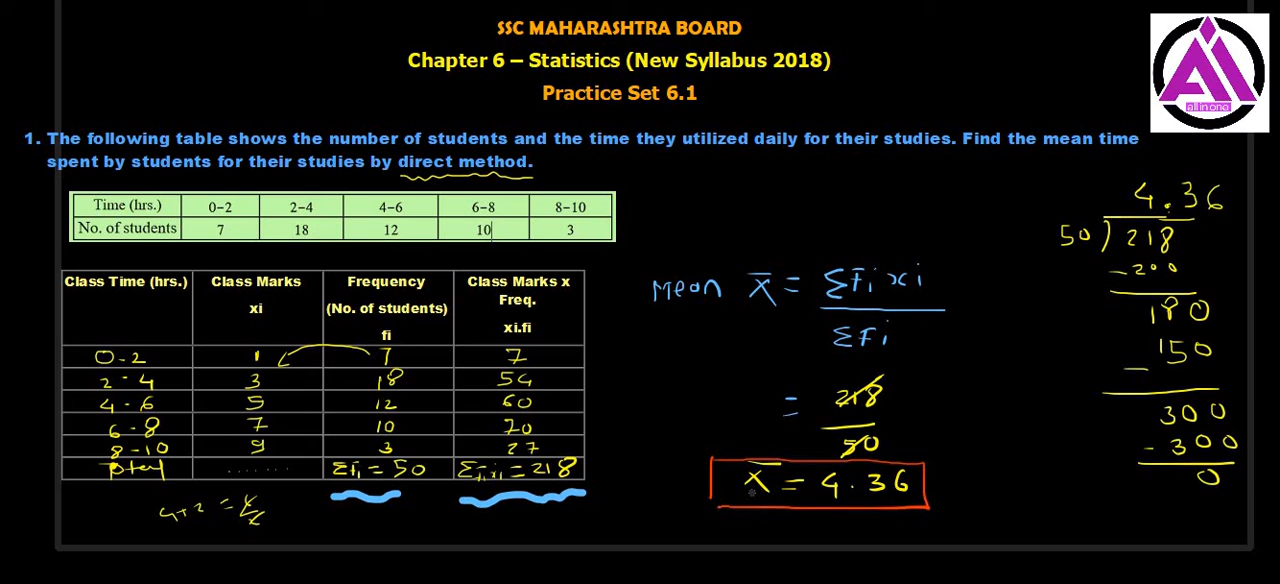 SSC MAHARASHTRA BOARD
Chapter 6 – Statistics (New Syllabus 2018)
Practice Set 6.1
all in one
1. The following table shows the number of students and the time they utilized daily for their studies. Find the mean time
spent by students for their studies by direct method.
Time (hrs.) 0-2 2-4 4-6 6-8 8-10
No. of students 7 18 12 10 3
Class Time (hrs.) Class Marks xi Frequency (No. of students) fi Class Marks x Freq. xi.fi
0-2 1 7 7
2-4 3 18 54
4-6 5 12 60
6-8 7 10 70
8-10 9 3 27
........ ΣFi = 50 Σfixi = 218
Mean X̄ = ΣFixi / ΣFi
= 218 / 50
X̄ = 4.36
4.36
50 ) 218
-200
180
- 150
300
- 300
0